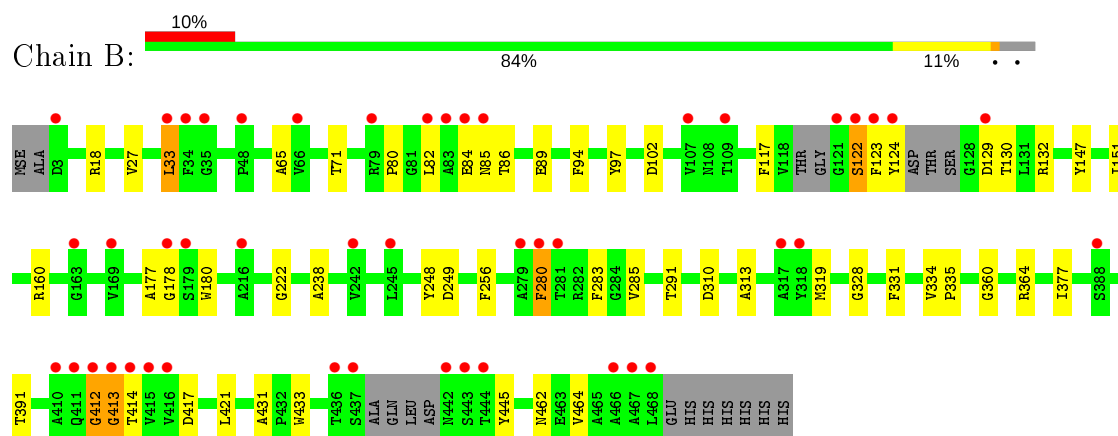 10%
Chain B:
84% 11% • •
MSE ALA D3 R18 V27 L33 F34 G35 P48 A65 V66 T71 R79 P80 G81 L82 A83 E84 N85 T86 E89 F94 Y97 D102 V107 N108 T109 F117 V118 THR GLY G121 S122 F123 Y124 ASP THR SER G128 D129 T130 L131 R132 Y147 I151
R160 G163 V169 A177 G178 S179 W180 A216 G222 A238 V242 L245 Y248 D249 F256 A279 F280 T281 R282 F283 G284 V285 T291 D310 A313 A317 Y318 M319 G328 F331 V334 P335 G360 R364 I377 S388
T391 A410 Q411 G412 G413 T414 V415 V416 D417 L421 A431 P432 W433 T436 S437 ALA GLN LEU ASP N442 S443 T444 Y445 N462 E463 V464 A465 A466 A467 L468 GLU HIS HIS HIS HIS HIS HIS